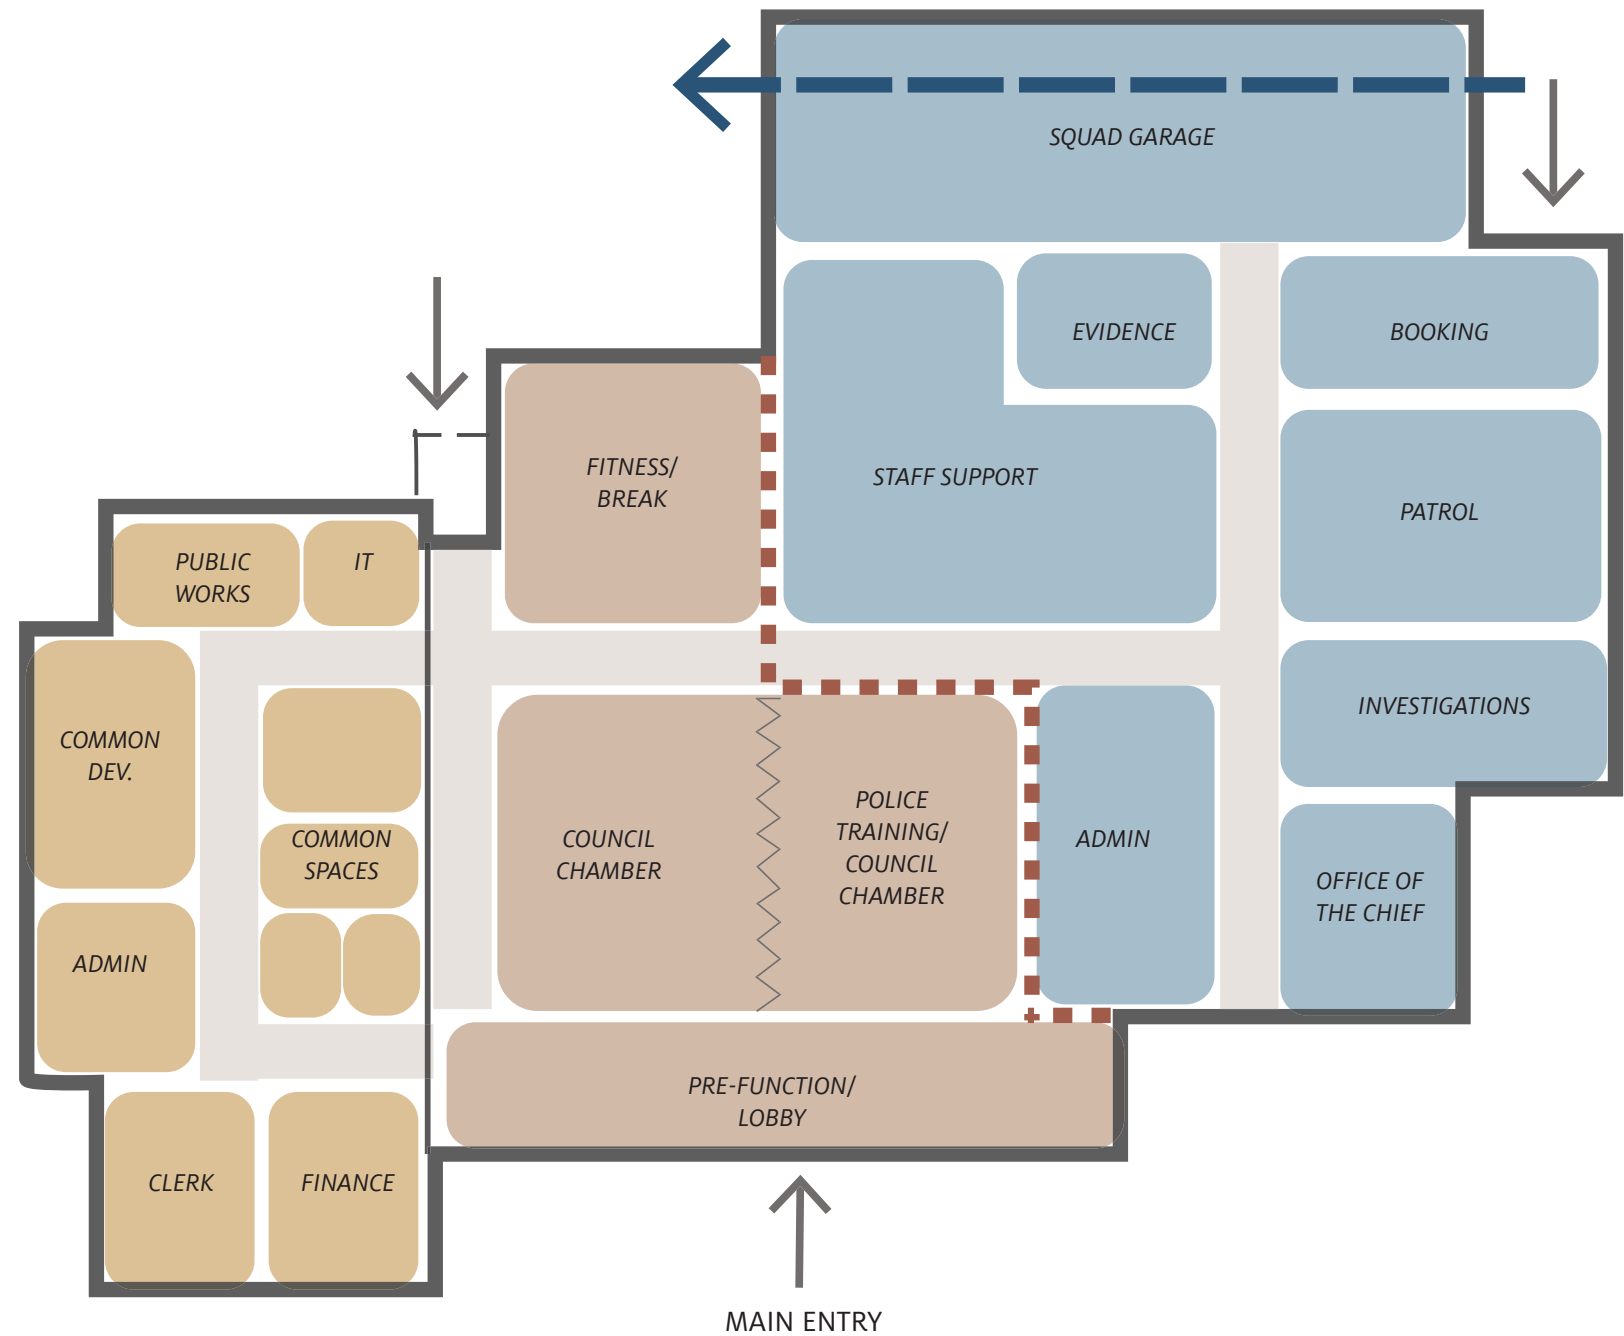 SQUAD GARAGE
EVIDENCE
BOOKING
FITNESS/
BREAK
STAFF SUPPORT
PATROL
PUBLIC
WORKS
IT
COMMON
DEV.
INVESTIGATIONS
COMMON
SPACES
COUNCIL
CHAMBER
POLICE
TRAINING/
COUNCIL
CHAMBER
ADMIN
OFFICE OF
THE CHIEF
ADMIN
PRE-FUNCTION/
LOBBY
CLERK
FINANCE
MAIN ENTRY